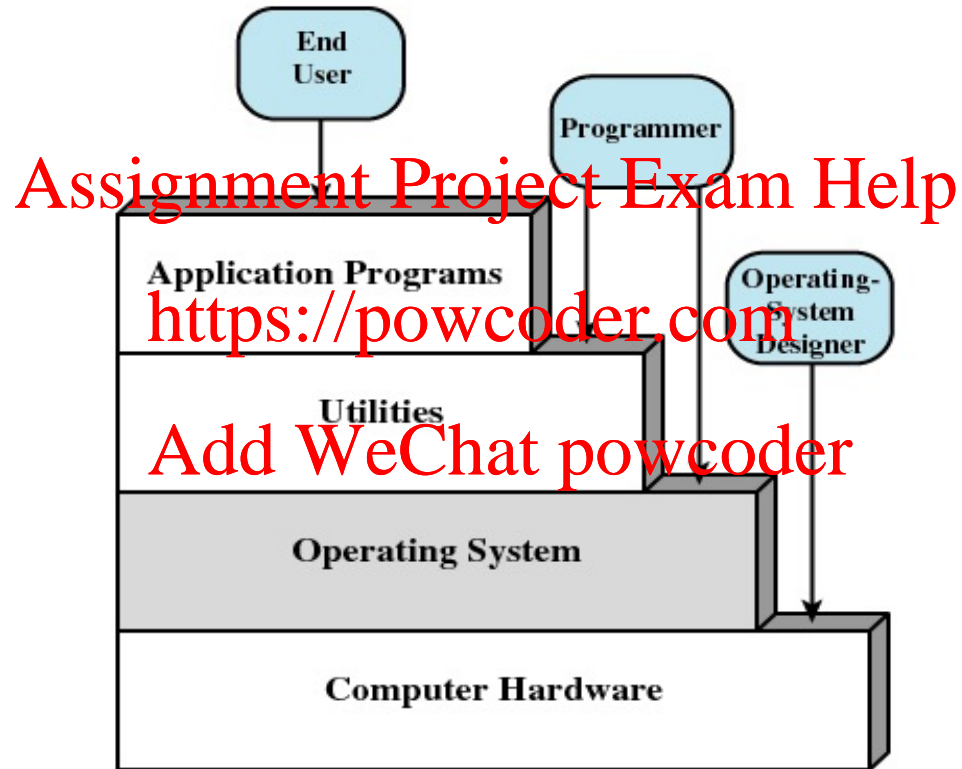 End
User
Programmer
Assignment Project Exam Help
Application Programs
Operating-
System
Designer
https://powcoder.com
Utilities
Add WeChat powcoder
Operating System
Computer Hardware